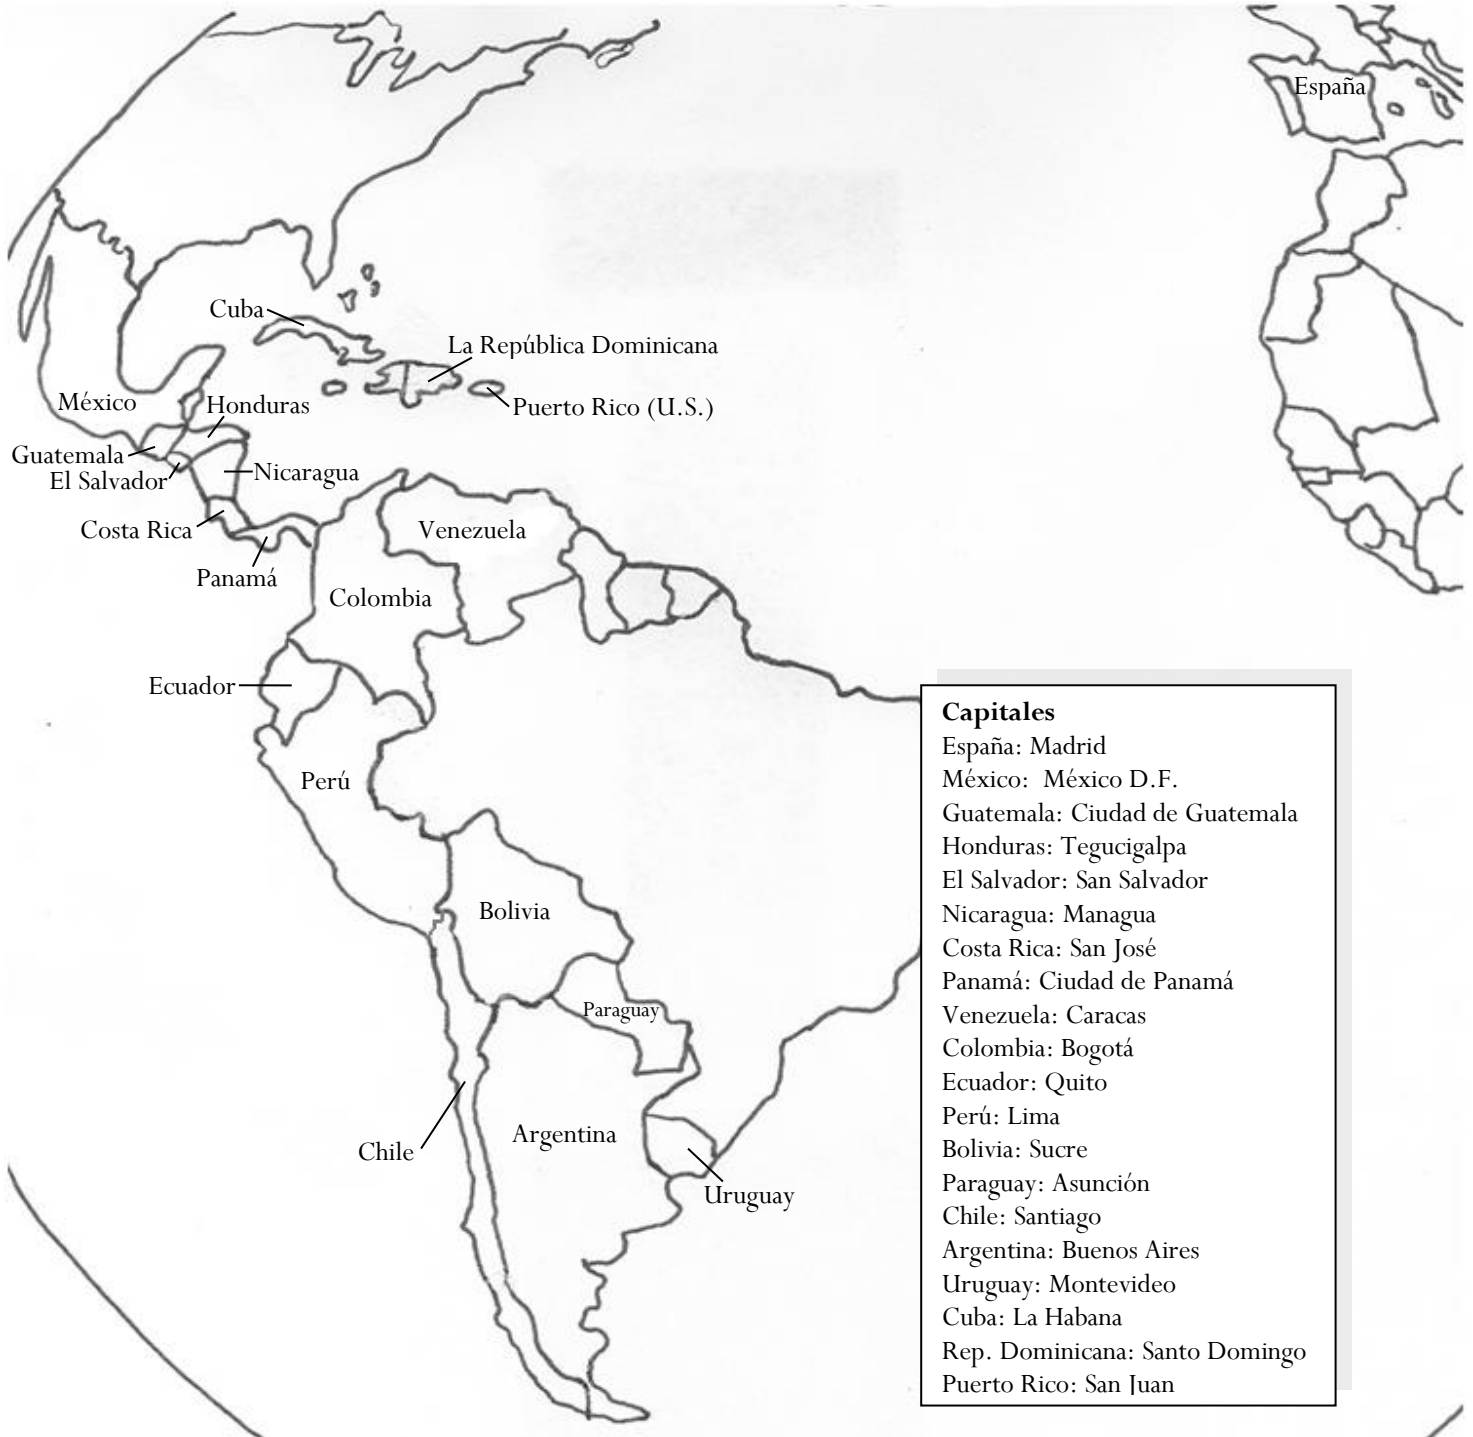 España
Cuba
La República Dominicana
México
Honduras
Puerto Rico (U.S.)
Guatemala
El Salvador
Nicaragua
Costa Rica
Venezuela
Panamá
Colombia
Ecuador
Perú
Bolivia
Paraguay
Argentina
Chile
Uruguay
Capitales
España: Madrid
México: México D.F.
Guatemala: Ciudad de Guatemala
Honduras: Tegucigalpa
El Salvador: San Salvador
Nicaragua: Managua
Costa Rica: San José
Panamá: Ciudad de Panamá
Venezuela: Caracas
Colombia: Bogotá
Ecuador: Quito
Perú: Lima
Bolivia: Sucre
Paraguay: Asunción
Chile: Santiago
Argentina: Buenos Aires
Uruguay: Montevideo
Cuba: La Habana
Rep. Dominicana: Santo Domingo
Puerto Rico: San Juan